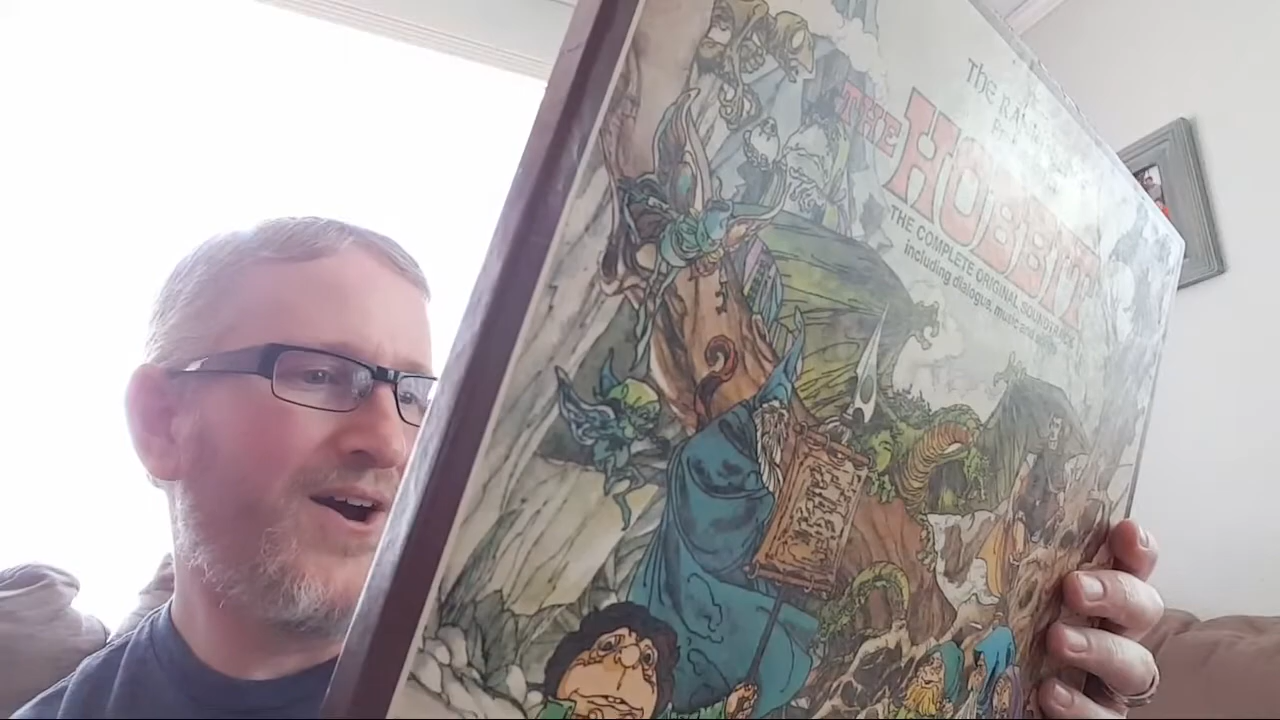 THE
THE HOBBIT
THE COMPLETE ORIGINAL SOUNDTRACK
including dialogue, music and